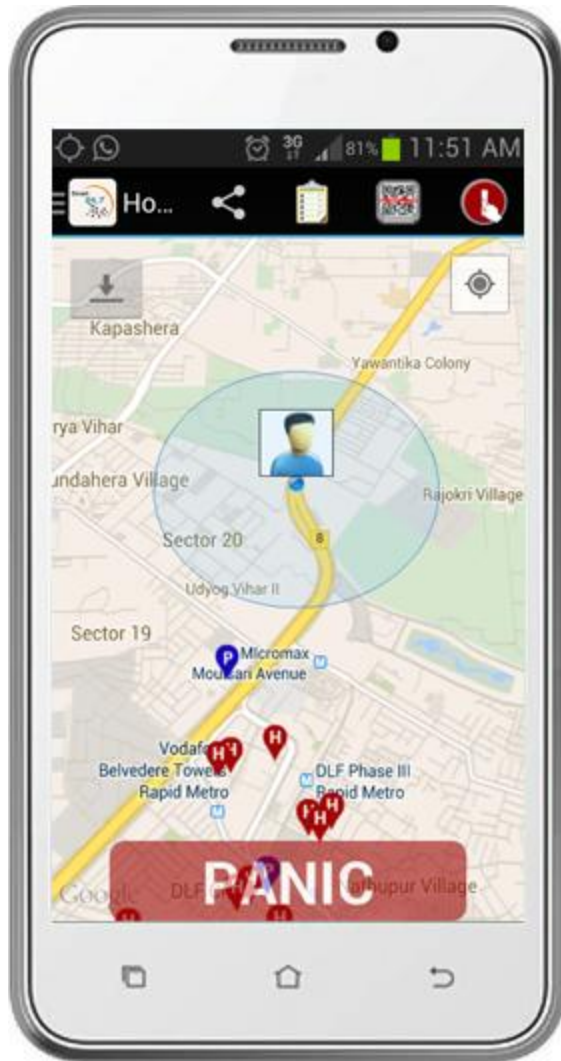 3G
81%
11:51 AM
Ho...
Kapashera
Yawantika Colony
rya Vihar
undahera Village
Rajokri Village
Sector 20
8
Udyog Vihar II
Sector 19
P
MIcromax
Moulsari Avenue
H
H
H
Vodafo
Belvedere Towers
Rapid Metro
DLF Phase III
Rapid Metro
H
H
H
PANIC
Google
DLF
Nathupur Village
H
P
H
H